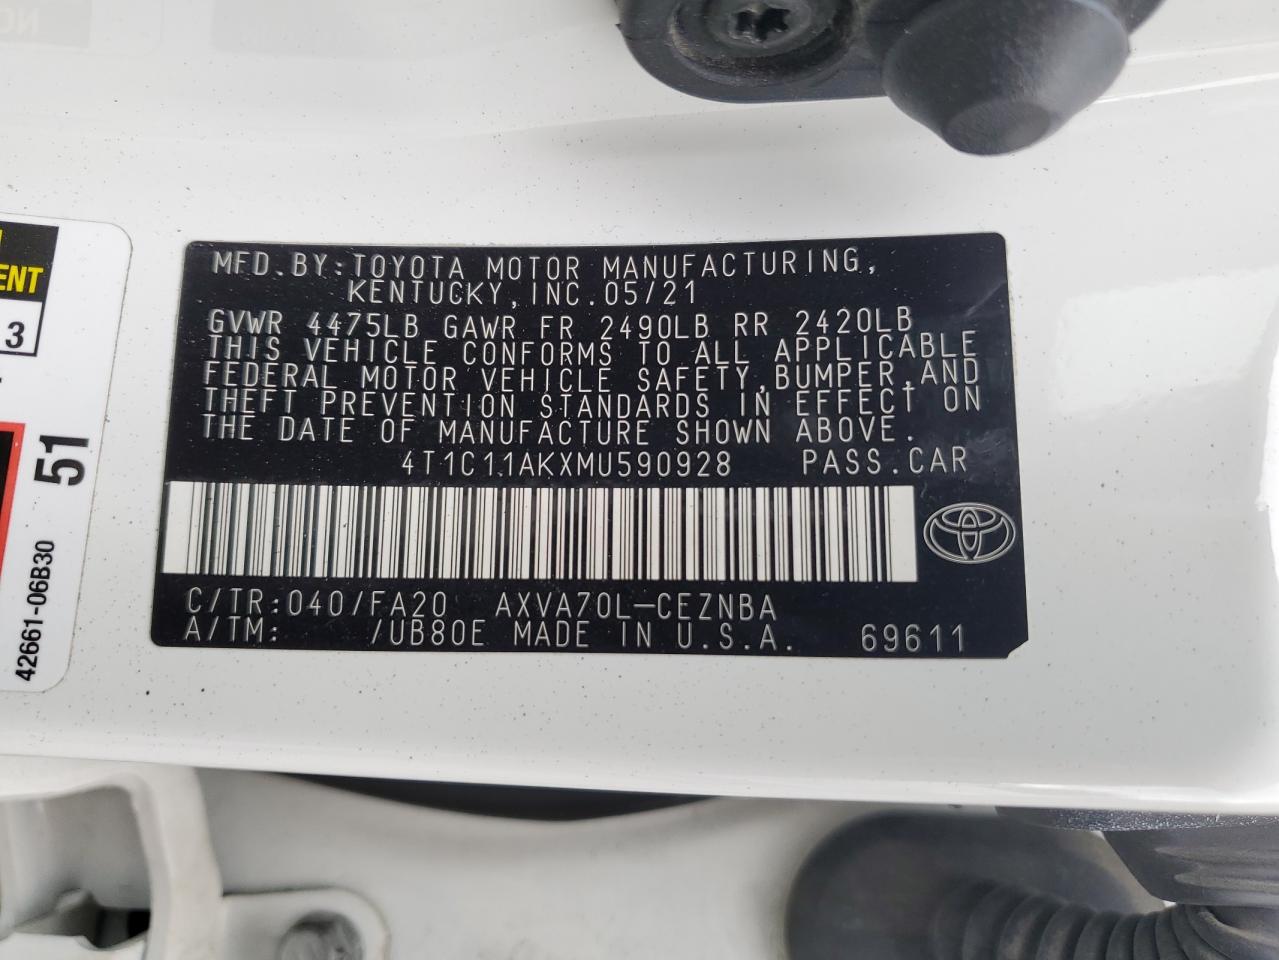 MFD.BY:TOYOTA MOTOR MANUFACTURING,
KENTUCKY,INC.05/21
GVWR 4475LB GAWR FR 2490LB RR 2420LB
THIS VEHICLE CONFORMS TO ALL APPLICABLE
FEDERAL MOTOR VEHICLE SAFETY,BUMPER,AND
THEFT PREVENTION STANDARDS IN EFFECT ON
THE DATE OF MANUFACTURE SHOWN ABOVE.
4T1C11AKXMU590928 PASS.CAR
C/TR:040/FA20 AXVA70L-CEZNBA
A/TM: /UB80E MADE IN U.S.A. 69611
3
51
42661-06B30